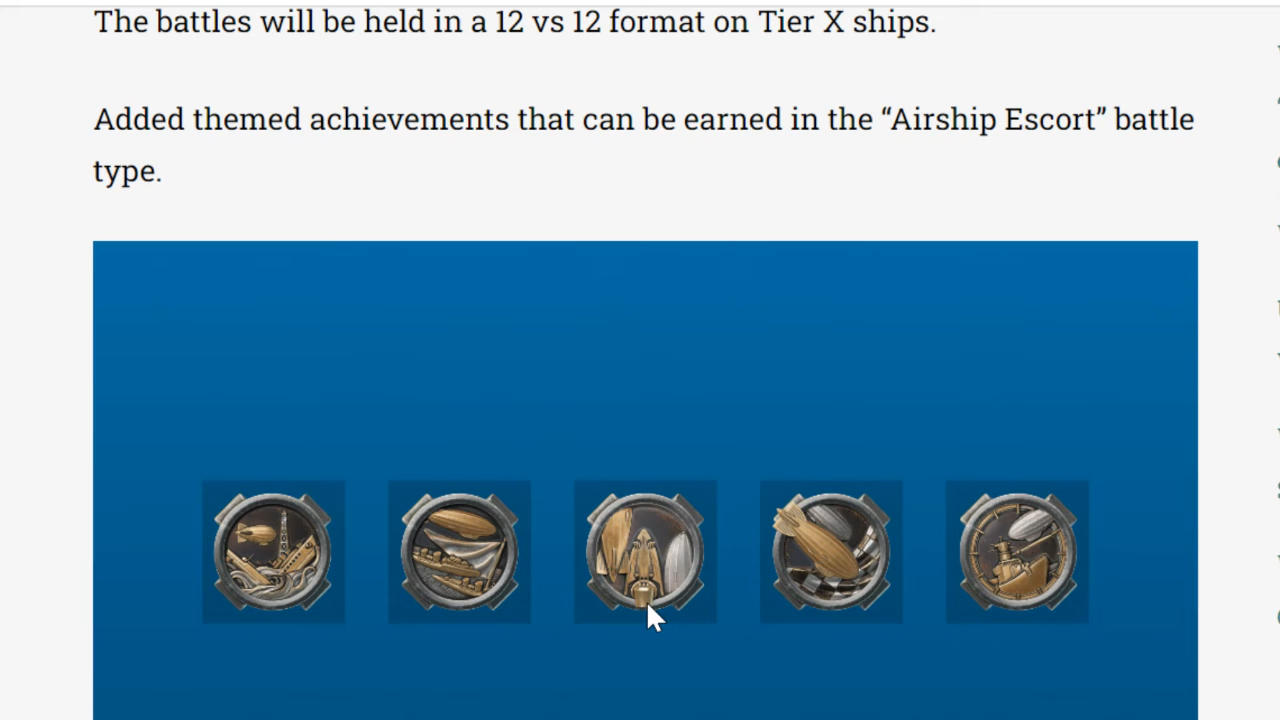 The battles will be held in a 12 vs 12 format on Tier X ships.
Added themed achievements that can be earned in the “Airship Escort” battle
type.